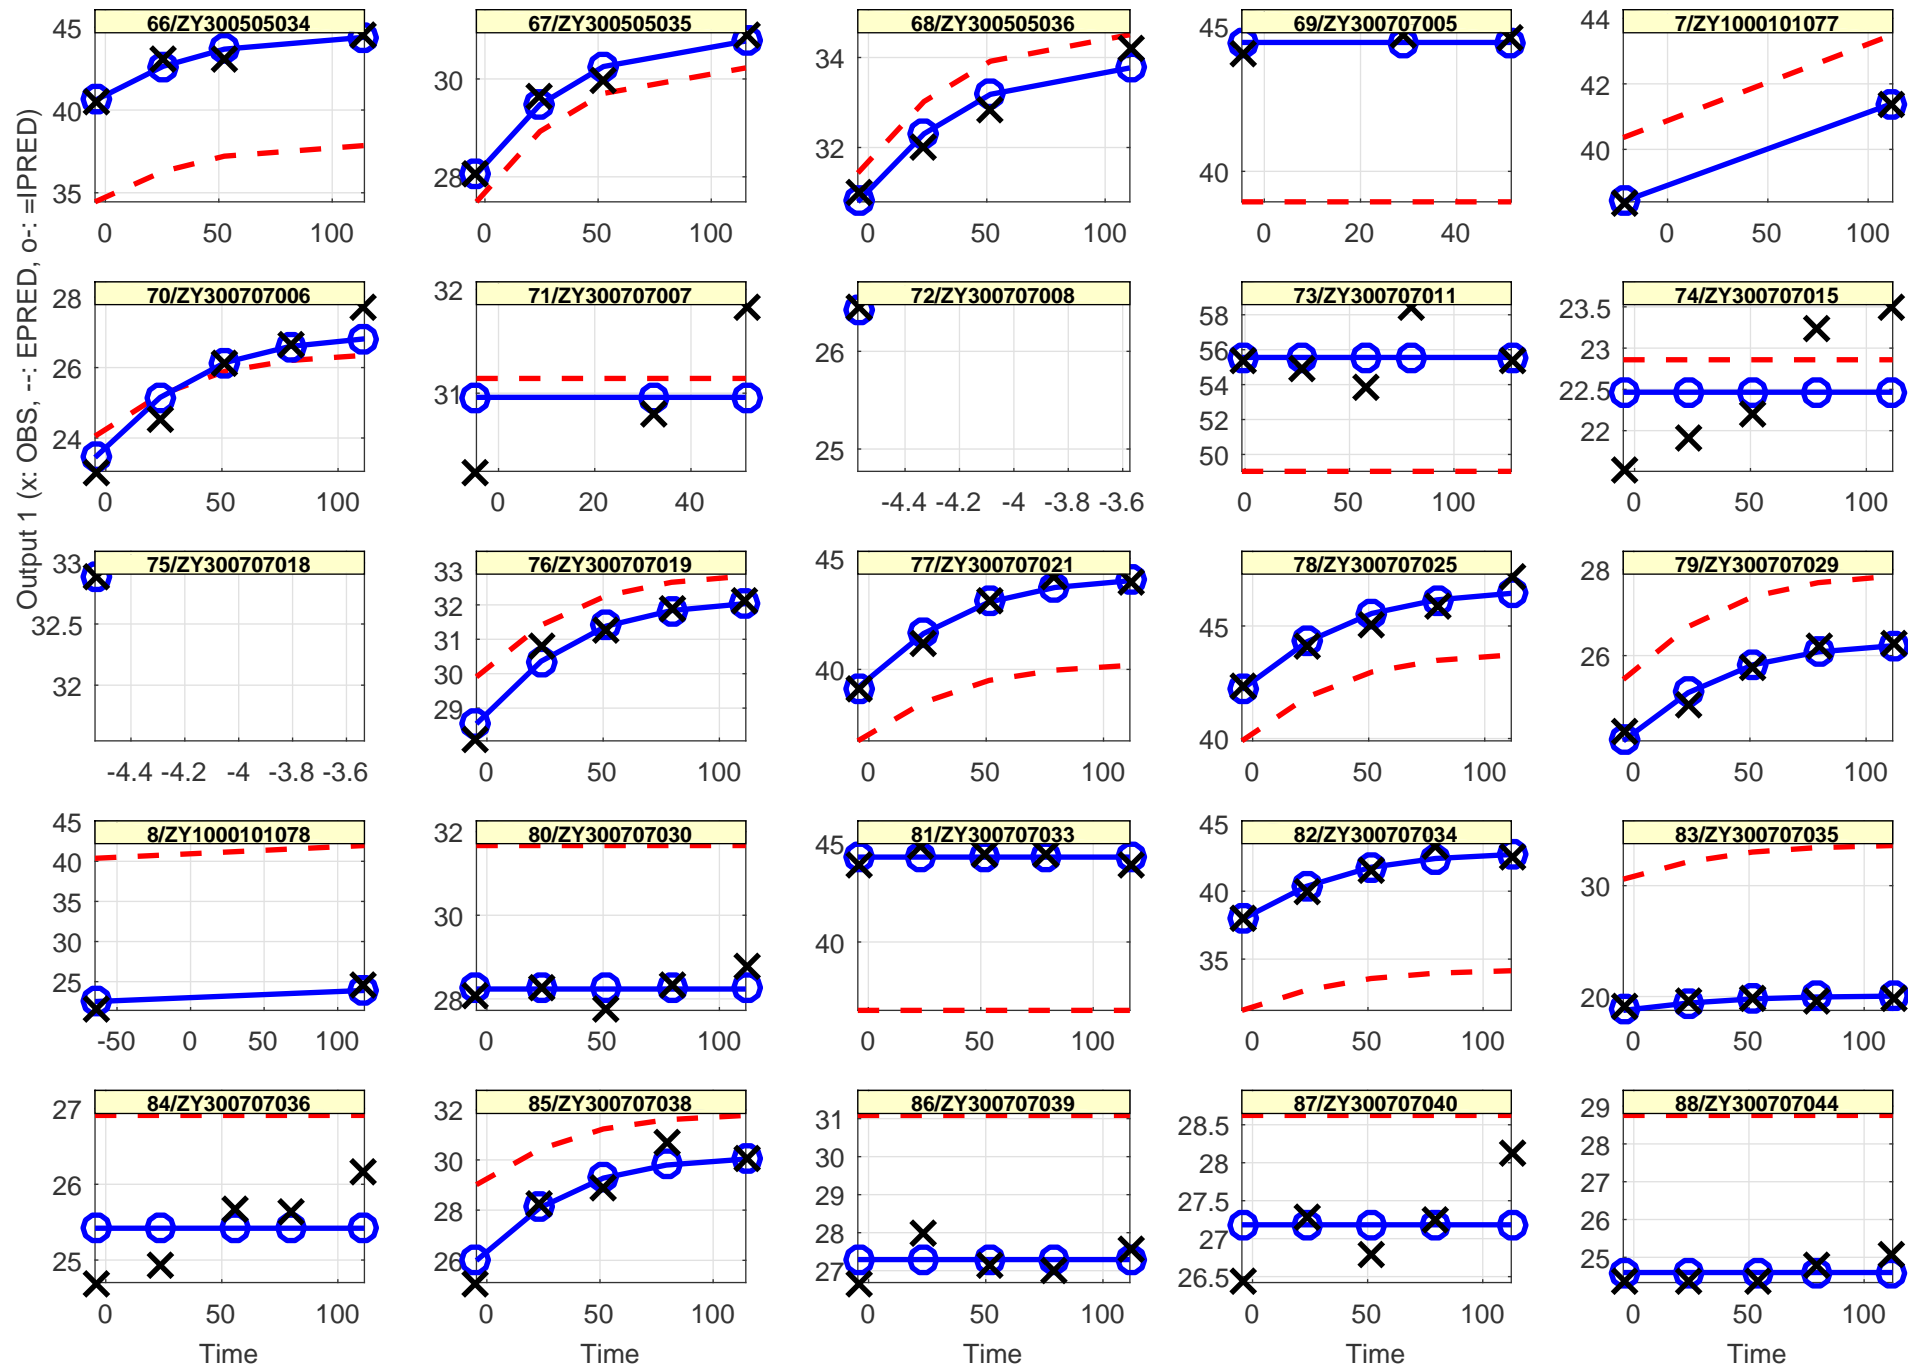 Output 1 (x: OBS, --: EPRED, o-: =IPRED)
66/ZY300505034
45
40
35
0 50 100
67/ZY300505035
30
28
0 50 100
68/ZY300505036
34
32
0 50 100
69/ZY300707005
45
40
0 20 40
7/ZY1000101077
44
42
40
0 50 100
70/ZY300707006
28
26
24
0 50 100
71/ZY300707007
32
31
0 20 40
72/ZY300707008
26
25
-4.4 -4.2 -4 -3.8 -3.6
73/ZY300707011
58
56
54
52
50
0 50 100
74/ZY300707015
23.5
23
22.5
22
0 50 100
75/ZY300707018
33
32.5
32
-4.4 -4.2 -4 -3.8 -3.6
76/ZY300707019
33
32
31
30
29
28
0 50 100
77/ZY300707021
45
40
0 50 100
78/ZY300707025
45
40
0 50 100
79/ZY300707029
28
26
0 50 100
8/ZY1000101078
45
40
35
30
25
-50 0 50 100
80/ZY300707030
32
30
28
0 50 100
81/ZY300707033
45
40
0 50 100
82/ZY300707034
45
40
35
0 50 100
83/ZY300707035
30
20
0 50 100
84/ZY300707036
27
26
25
0 50 100
Time
85/ZY300707038
32
30
28
26
0 50 100
Time
86/ZY300707039
31
30
29
28
27
0 50 100
Time
87/ZY300707040
28.5
28
27.5
27
26.5
0 50 100
Time
88/ZY300707044
29
28
27
26
25
0 50 100
Time